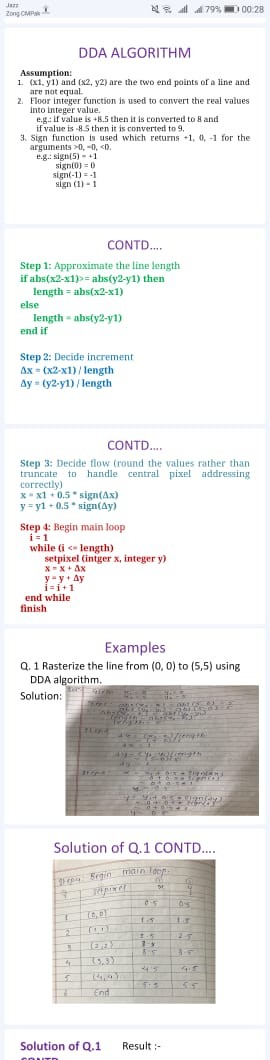 Jazz
Zong CMPak
79% 00:28
DDA ALGORITHM
Assumption:
1. (x1, y1) and (x2, y2) are the two end points of a line and
are not equal.
2. Floor integer function is used to convert the real values
into integer value.
e.g.: if value is +8.5 then it is converted to 8 and
if value is -8.5 then it is converted to 9.
3. Sign function is used which returns +1, 0, -1 for the
arguments >0, =0, <0.
e.g.: sign(5) = +1
sign(0) = 0
sign(-1) = -1
sign (1) = 1
CONTD....
Step 1: Approximate the line length
if abs(x2-x1)>= abs(y2-y1) then
length = abs(x2-x1)
else
length = abs(y2-y1)
end if
Step 2: Decide increment
Δx = (x2-x1) / length
Δy = (y2-y1) / length
CONTD....
Step 3: Decide flow (round the values rather than
truncate to handle central pixel addressing
correctly)
x = x1 + 0.5 * sign(Δx)
y = y1 + 0.5 * sign(Δy)
Step 4: Begin main loop
i = 1
while (i <= length)
setpixel (intger x, integer y)
x = x + Δx
y = y + Δy
i = i + 1
end while
finish
Examples
Q. 1 Rasterize the line from (0, 0) to (5,5) using
DDA algorithm.
Solution:
Solution of Q.1 CONTD....
Step 4. Begin main loop.
i setpixel x y
0.5 0.5
1 (0,0) 1.5 1.5
2 (1,1) 2.5 2.5
3 (2,2) 3.5 3.5
4 (3,3) 4.5 4.5
5 (4,4) 5.5 5.5
6 End
Solution of Q.1 Result :-
CONTD